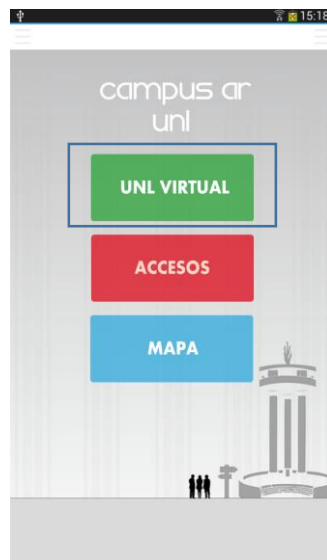 15:18
campus ar
unl
UNL VIRTUAL
ACCESOS
MAPA